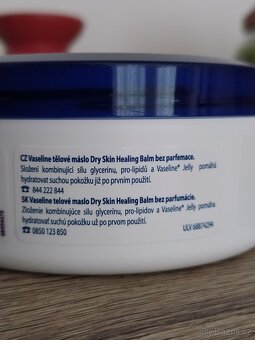 CZ Vaseline tělové máslo Dry Skin Healing Balm bez parfemace.
Složení kombinující sílu glycerinu, pro-lipidů a Vaseline® Jelly pomáhá
hydratovat suchou pokožku již po prvním použití.
☎ 844 222 844
SK Vaseline telové maslo Dry Skin Healing Balm bez parfumácie.
Zloženie kombinujúce silu glycerínu, pro-lipidov a Vaseline® Jelly pomáha
hydratovať suchú pokožku už po prvom použití.
☎ 0850 123 850
ULV 68674294